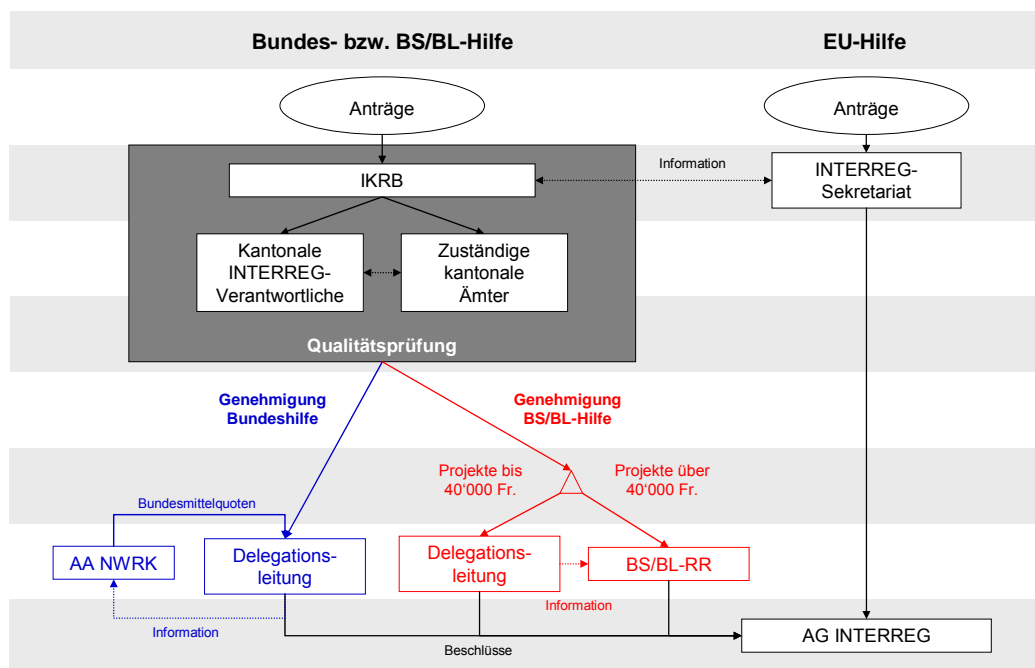 Bundes- bzw. BS/BL-Hilfe
EU-Hilfe
Anträge
Anträge
IKRB
Information
INTERREG-
Sekretariat
Kantonale
INTERREG-
Verantwortliche
Zuständige
kantonale
Ämter
Qualitätsprüfung
Genehmigung
Bundeshilfe
Genehmigung
BS/BL-Hilfe
Projekte bis
40‘000 Fr.
Projekte über
40‘000 Fr.
Bundesmittelquoten
AA NWRK
Delegations-
leitung
Delegations-
leitung
BS/BL-RR
Information
Information
Beschlüsse
AG INTERREG